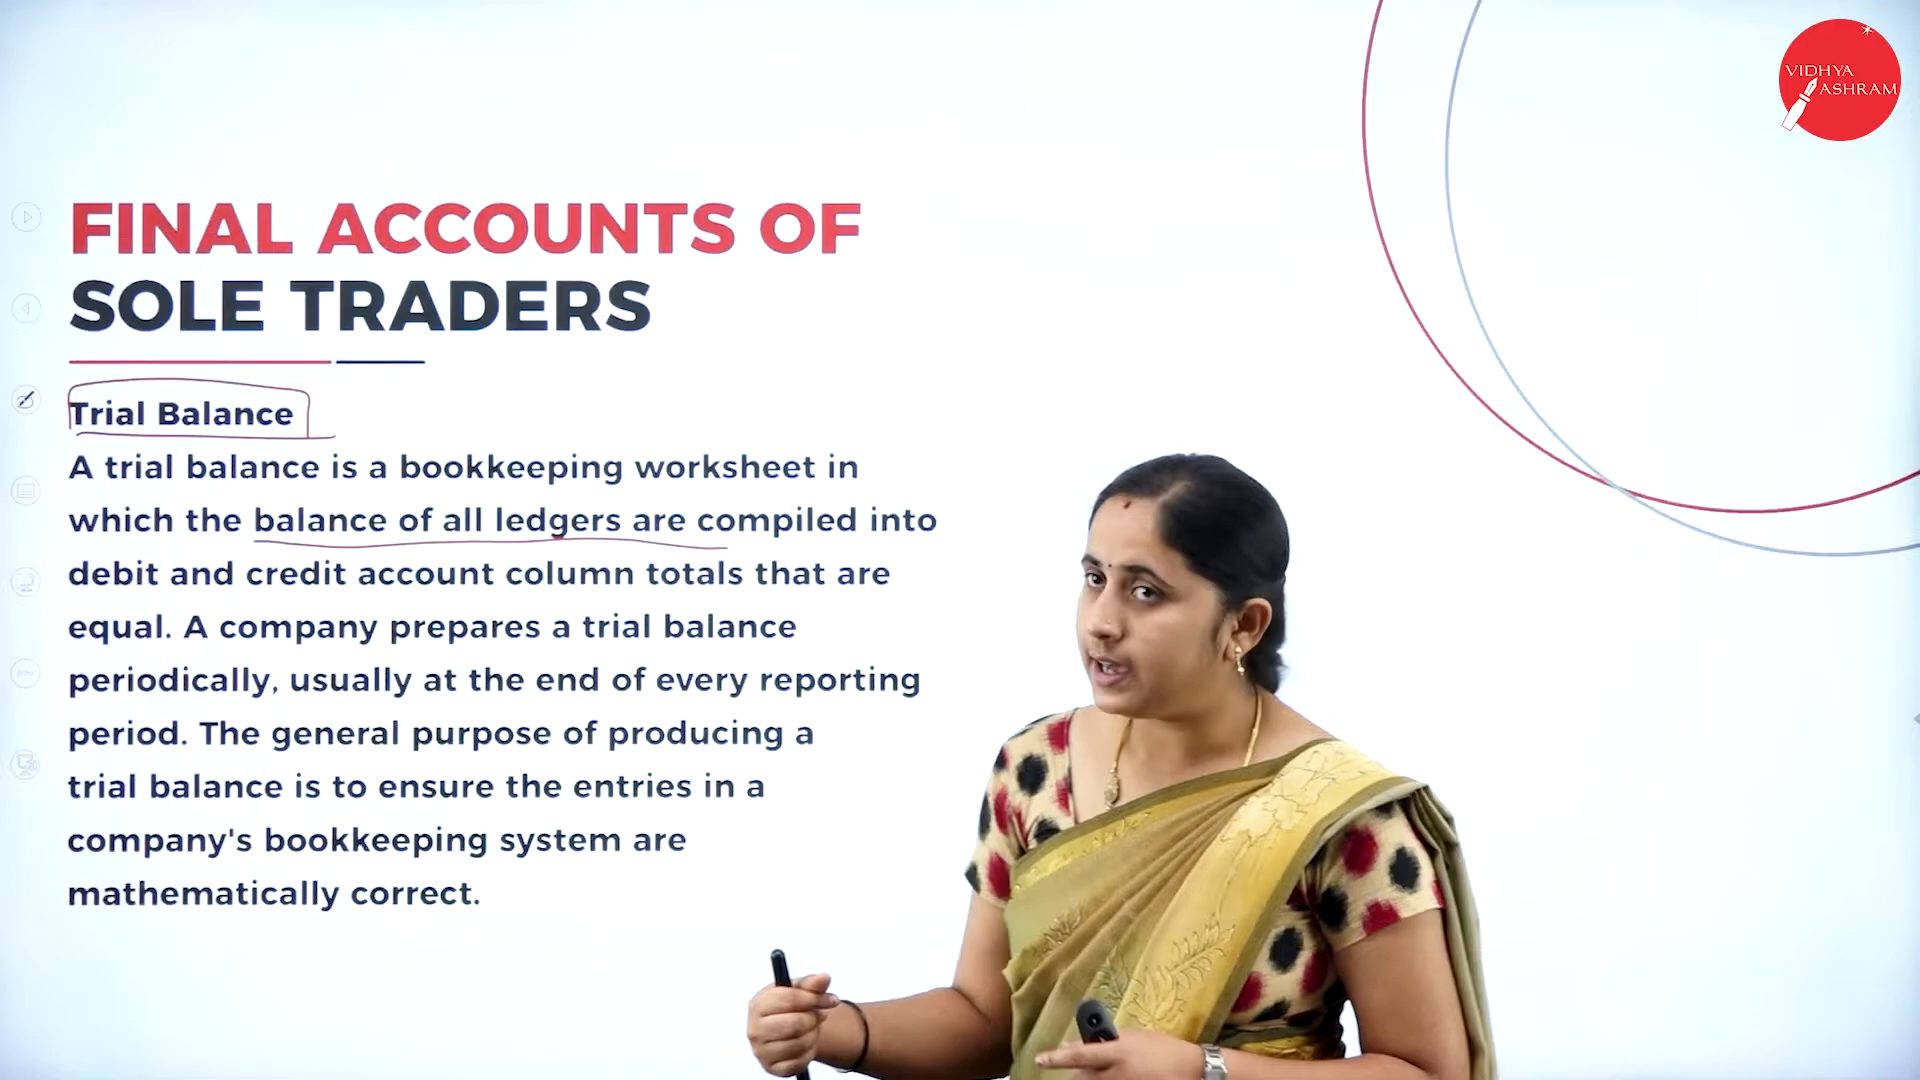 VIDHYA
ASHRAM
FINAL ACCOUNTS OF
SOLE TRADERS
Trial Balance
A trial balance is a bookkeeping worksheet in
which the balance of all ledgers are compiled into
debit and credit account column totals that are
equal. A company prepares a trial balance
periodically, usually at the end of every reporting
period. The general purpose of producing a
trial balance is to ensure the entries in a
company's bookkeeping system are
mathematically correct.